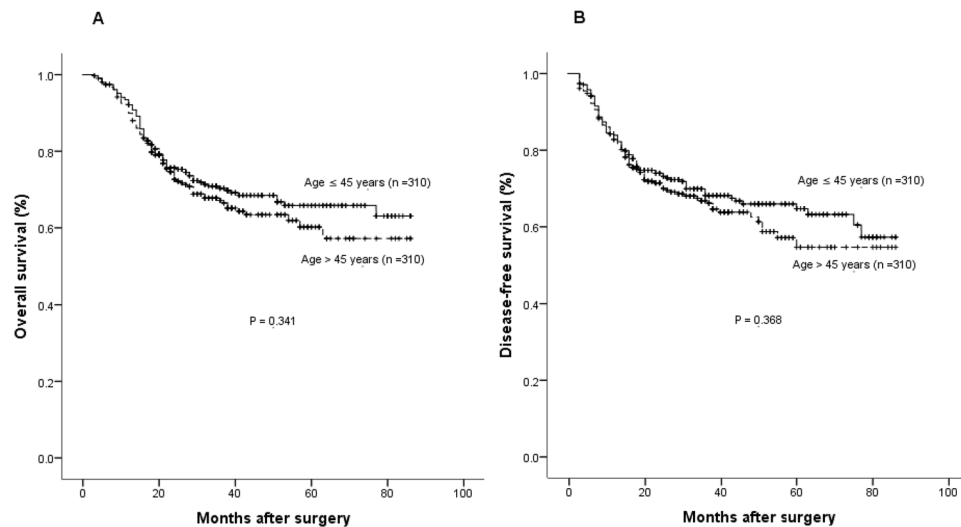 A
Overall survival (%)
1.0
0.8
0.6
0.4
0.2
0.0
Age ≤ 45 years (n =310)
Age > 45 years (n =310)
P = 0.341
0 20 40 60 80 100
Months after surgery
B
Disease-free survival (%)
1.0
0.8
0.6
0.4
0.2
0.0
Age ≤ 45 years (n =310)
Age > 45 years (n =310)
P = 0.368
0 20 40 60 80 100
Months after surgery